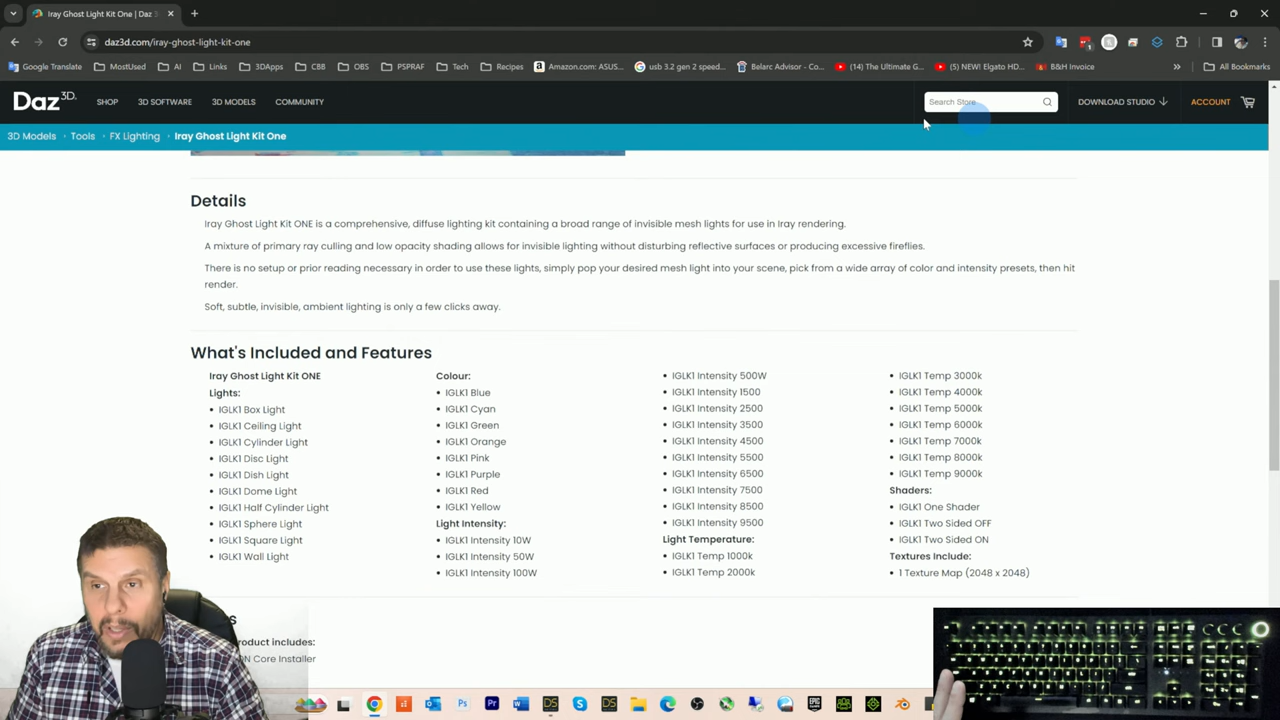 Iray Ghost Light Kit One | Daz
daz3d.com/iray-ghost-light-kit-one
Google Translate MostUsed AI Links 3DApps CBB OBS PSPRAF Tech Recipes Amazon.com: ASUS... usb 3.2 gen 2 speed... Belarc Advisor - Co... (14) The Ultimate G... (5) NEW! Elgato HD... B&H Invoice » All Bookmarks
Daz 3D SHOP 3D SOFTWARE 3D MODELS COMMUNITY Search Store DOWNLOAD STUDIO ACCOUNT
3D Models • Tools • FX Lighting • Iray Ghost Light Kit One
Details
Iray Ghost Light Kit ONE is a comprehensive, diffuse lighting kit containing a broad range of invisible mesh lights for use in Iray rendering.
A mixture of primary ray culling and low opacity shading allows for invisible lighting without disturbing reflective surfaces or producing excessive fireflies.
There is no setup or prior reading necessary in order to use these lights, simply pop your desired mesh light into your scene, pick from a wide array of color and intensity presets, then hit
render.
Soft, subtle, invisible, ambient lighting is only a few clicks away.
What's Included and Features
Iray Ghost Light Kit ONE
Lights:
• IGLK1 Box Light
• IGLK1 Ceiling Light
• IGLK1 Cylinder Light
• IGLK1 Disc Light
• IGLK1 Dish Light
• IGLK1 Dome Light
• IGLK1 Half Cylinder Light
• IGLK1 Sphere Light
• IGLK1 Square Light
• IGLK1 Wall Light
Colour:
• IGLK1 Blue
• IGLK1 Cyan
• IGLK1 Green
• IGLK1 Orange
• IGLK1 Pink
• IGLK1 Purple
• IGLK1 Red
• IGLK1 Yellow
Light Intensity:
• IGLK1 Intensity 10W
• IGLK1 Intensity 50W
• IGLK1 Intensity 100W
• IGLK1 Intensity 500W
• IGLK1 Intensity 1500
• IGLK1 Intensity 2500
• IGLK1 Intensity 3500
• IGLK1 Intensity 4500
• IGLK1 Intensity 5500
• IGLK1 Intensity 6500
• IGLK1 Intensity 7500
• IGLK1 Intensity 8500
• IGLK1 Intensity 9500
Light Temperature:
• IGLK1 Temp 1000k
• IGLK1 Temp 2000k
• IGLK1 Temp 3000k
• IGLK1 Temp 4000k
• IGLK1 Temp 5000k
• IGLK1 Temp 6000k
• IGLK1 Temp 7000k
• IGLK1 Temp 8000k
• IGLK1 Temp 9000k
Shaders:
• IGLK1 One Shader
• IGLK1 Two Sided OFF
• IGLK1 Two Sided ON
Textures Include:
• 1 Texture Map (2048 x 2048)
product includes:
Core Installer